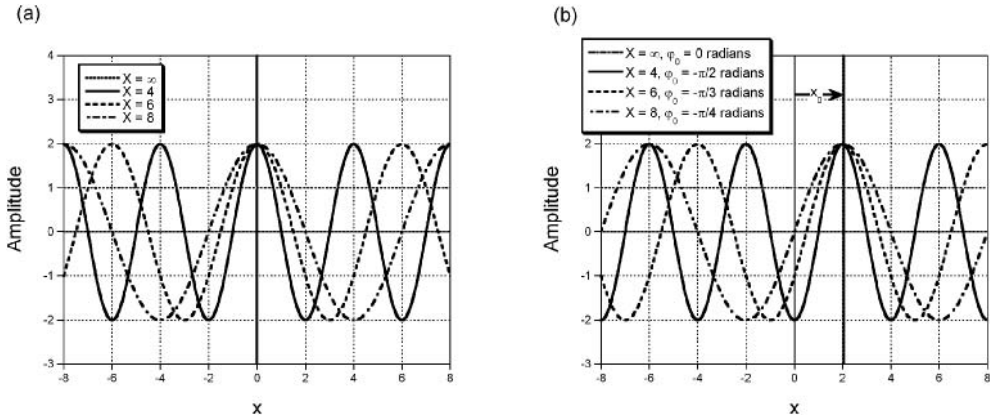 (a)
Amplitude
4
3
2
1
0
-1
-2
-3
-8
-6
-4
-2
0
2
4
6
8
x
X = ∞
X = 4
X = 6
X = 8
(b)
Amplitude
4
3
2
1
0
-1
-2
-3
-8
-6
-4
-2
0
2
4
6
8
x
X = ∞, φ₀ = 0 radians
X = 4, φ₀ = -π/2 radians
X = 6, φ₀ = -π/3 radians
X = 8, φ₀ = -π/4 radians
x₀